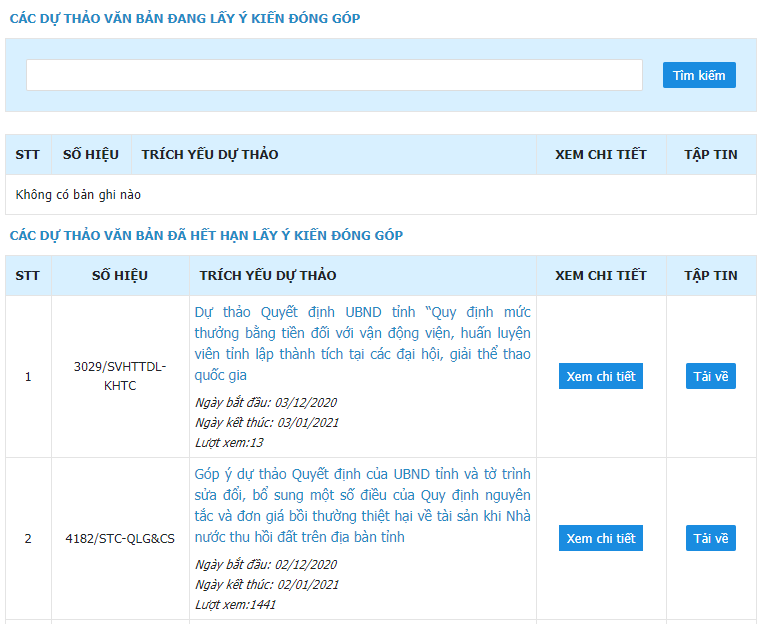 CÁC DỰ THẢO VĂN BẢN ĐANG LẤY Ý KIẾN ĐÓNG GÓP
Tìm kiếm
STT SỐ HIỆU TRÍCH YẾU DỰ THẢO XEM CHI TIẾT TẬP TIN
Không có bản ghi nào
CÁC DỰ THẢO VĂN BẢN ĐÃ HẾT HẠN LẤY Ý KIẾN ĐÓNG GÓP
STT SỐ HIỆU TRÍCH YẾU DỰ THẢO XEM CHI TIẾT TẬP TIN
1
3029/SVHTTDL-
KHTC
Dự thảo Quyết định UBND tỉnh “Quy định mức
thưởng bằng tiền đối với vận động viên, huấn luyện
viên tỉnh lập thành tích tại các đại hội, giải thể thao
quốc gia
Ngày bắt đầu: 03/12/2020
Ngày kết thúc: 03/01/2021
Lượt xem:13
Xem chi tiết
Tải về
2
4182/STC-QLG&CS
Góp ý dự thảo Quyết định của UBND tỉnh và tờ trình
sửa đổi, bổ sung một số điều của Quy định nguyên
tắc và đơn giá bồi thường thiệt hại về tài sản khi Nhà
nước thu hồi đất trên địa bàn tỉnh
Ngày bắt đầu: 02/12/2020
Ngày kết thúc: 02/01/2021
Lượt xem:1441
Xem chi tiết
Tải về